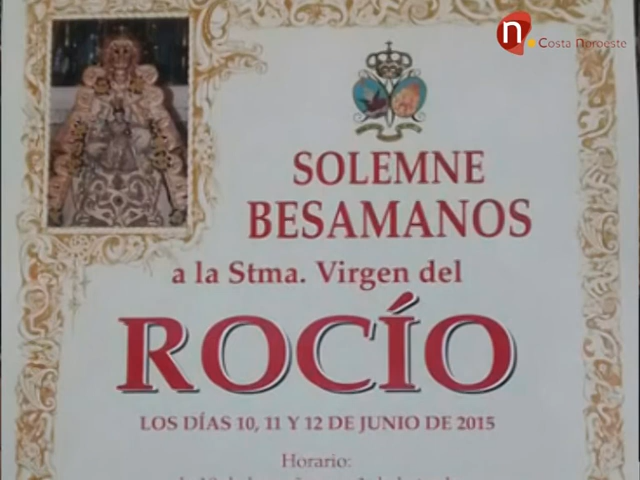 n
Costa Noroeste
SOLEMNE
BESAMANOS
a la Stma. Virgen del
ROCÍO
LOS DÍAS 10, 11 Y 12 DE JUNIO DE 2015
Horario: